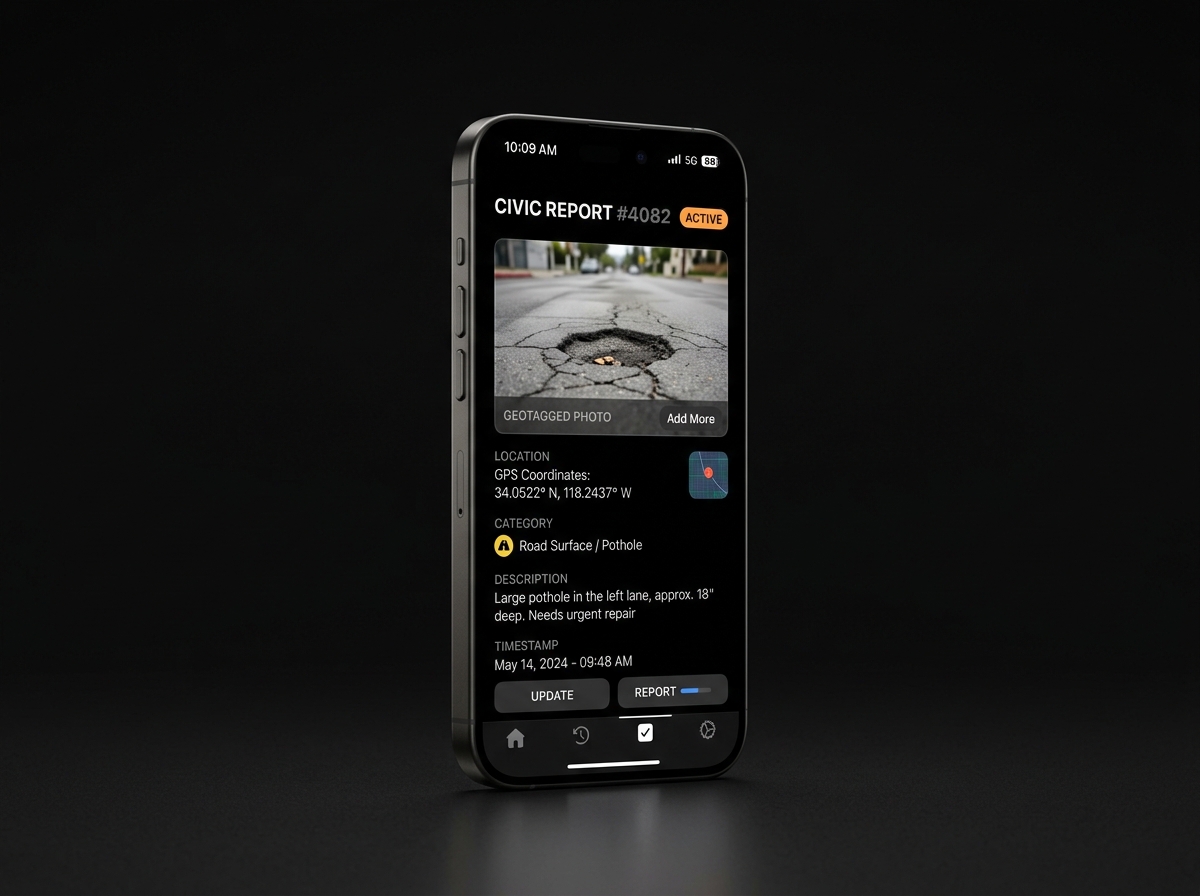 10:09 AM
5G 88
CIVIC REPORT #4082 ACTIVE
GEOTAGGED PHOTO Add More
LOCATION
GPS Coordinates:
34.0522° N, 118.2437° W
CATEGORY
Road Surface / Pothole
DESCRIPTION
Large pothole in the left lane, approx. 18"
deep. Needs urgent repair
TIMESTAMP
May 14, 2024 - 09:48 AM
UPDATE REPORT